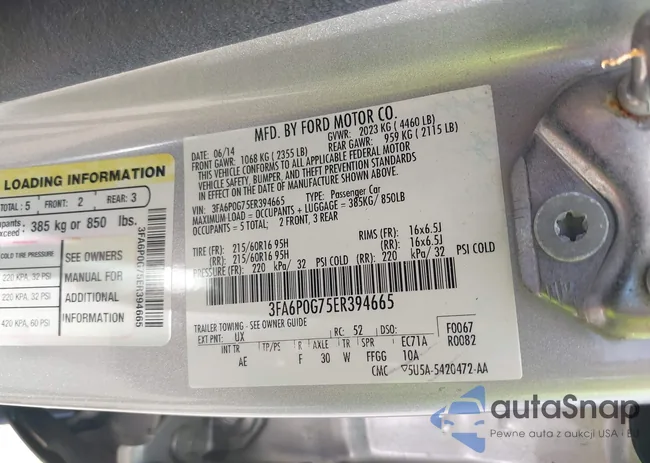 LOADING INFORMATION
TOTAL: 5 FRONT: 2 REAR: 3
385 kg or 850 lbs.
COLD TIRE PRESSURE
220 KPA, 32 PSI
220 KPA, 32 PSI
420 KPA, 60 PSI
SEE OWNERS
MANUAL FOR
ADDITIONAL
INFORMATION
3FA6P0G75ER394665
MFD. BY FORD MOTOR CO.
06/14 GVWR: 2023 KG ( 4460 LB)
FRONT GAWR: 1068 KG ( 2355 LB) REAR GAWR: 959 KG ( 2115 LB)
THIS VEHICLE CONFORMS TO ALL APPLICABLE FEDERAL MOTOR
VEHICLE SAFETY, BUMPER, AND THEFT PREVENTION STANDARDS
IN EFFECT ON THE DATE OF MANUFACTURE SHOWN ABOVE.
VIN: 3FA6P0G75ER394665 TYPE: Passenger Car
MAXIMUM LOAD = OCCUPANTS + LUGGAGE = 385KG/ 850LB
OCCUPANTS = 5 TOTAL; 2 FRONT, 3 REAR
TIRE (FR): 215/60R16 95H RIMS (FR): 16x6.5J
(RR): 215/60R16 95H (RR): 16x6.5J
PRESSURE (FR): 220 kPa/ 32 PSI COLD (RR): 220 kPa/ 32 PSI COLD
3FA6P0G75ER394665
TRAILER TOWING - SEE OWNER GUIDE
EXT PNT: UX RC: 52 DSO: F0067
INT TR TP/PS R AXLE TR SPR EC71A R0082
AE F 30 W FFGG 10A
CMC ▽5U5A-5420472-AA
autaSnap
Pewne auta z aukcji USA i EU